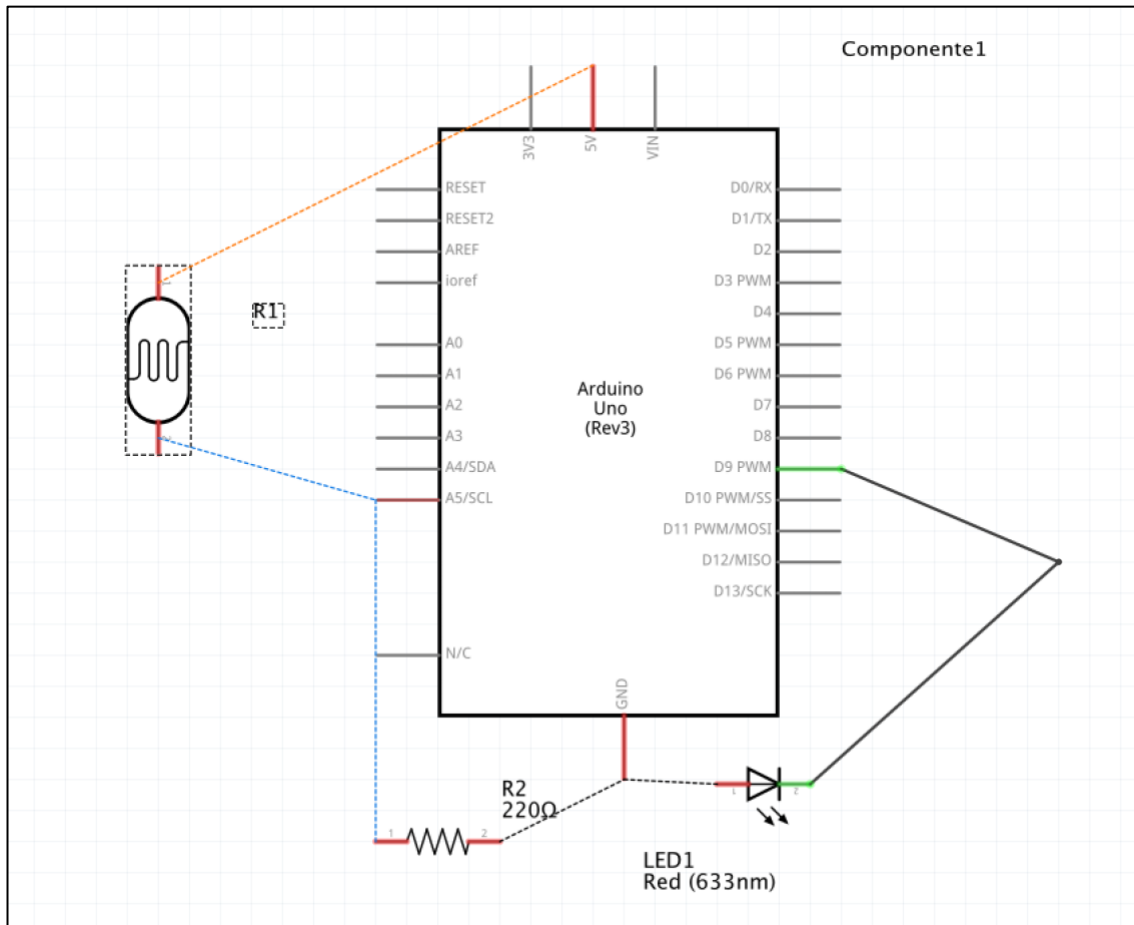 Componente1
3V3
5V
VIN
RESET
RESET2
AREF
ioref
A0
A1
A2
A3
A4/SDA
A5/SCL
N/C
R1
1
2
Arduino
Uno
(Rev3)
D0/RX
D1/TX
D2
D3 PWM
D4
D5 PWM
D6 PWM
D7
D8
D9 PWM
D10 PWM/SS
D11 PWM/MOSI
D12/MISO
D13/SCK
GND
R2
220Ω
1
2
1
2
LED1
Red (633nm)